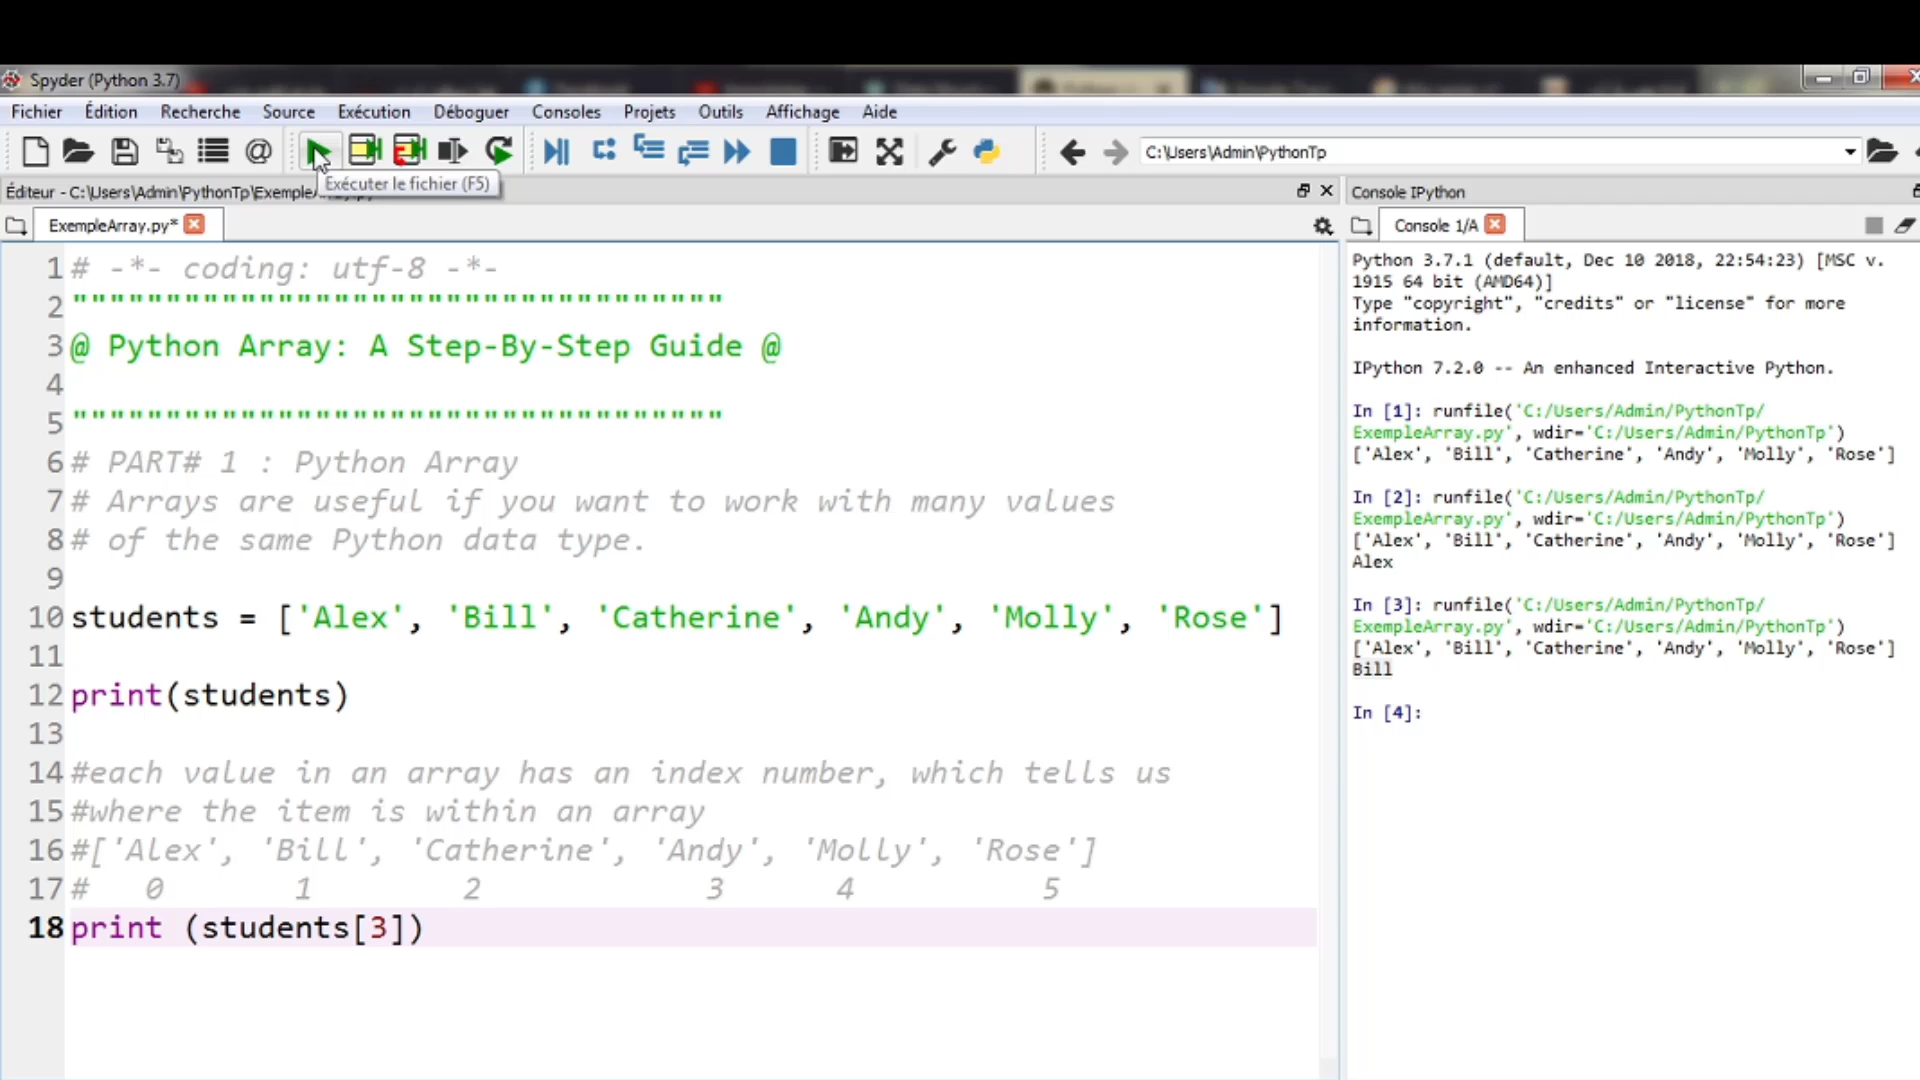 Spyder (Python 3.7)
Fichier Édition Recherche Source Exécution Déboguer Consoles Projets Outils Affichage Aide
C:\Users\Admin\PythonTp
Exécuter le fichier (F5)
Éditeur - C:\Users\Admin\PythonTp\Exemple
Console IPython
ExempleArray.py*
Console 1/A
1 # -*- coding: utf-8 -*-
2 """""""""""""""""""""""""""""""""""
3 @ Python Array: A Step-By-Step Guide @
4
5 """""""""""""""""""""""""""""""""""
6 # PART# 1 : Python Array
7 # Arrays are useful if you want to work with many values
8 # of the same Python data type.
9
10 students = ['Alex', 'Bill', 'Catherine', 'Andy', 'Molly', 'Rose']
11
12 print(students)
13
14 #each value in an array has an index number, which tells us
15 #where the item is within an array
16 #['Alex', 'Bill', 'Catherine', 'Andy', 'Molly', 'Rose']
17 # 0 1 2 3 4 5
18 print (students[3])
Python 3.7.1 (default, Dec 10 2018, 22:54:23) [MSC v.
1915 64 bit (AMD64)]
Type "copyright", "credits" or "license" for more
information.
IPython 7.2.0 -- An enhanced Interactive Python.
In [1]: runfile('C:/Users/Admin/PythonTp/
ExempleArray.py', wdir='C:/Users/Admin/PythonTp')
['Alex', 'Bill', 'Catherine', 'Andy', 'Molly', 'Rose']
In [2]: runfile('C:/Users/Admin/PythonTp/
ExempleArray.py', wdir='C:/Users/Admin/PythonTp')
['Alex', 'Bill', 'Catherine', 'Andy', 'Molly', 'Rose']
Alex
In [3]: runfile('C:/Users/Admin/PythonTp/
ExempleArray.py', wdir='C:/Users/Admin/PythonTp')
['Alex', 'Bill', 'Catherine', 'Andy', 'Molly', 'Rose']
Bill
In [4]: